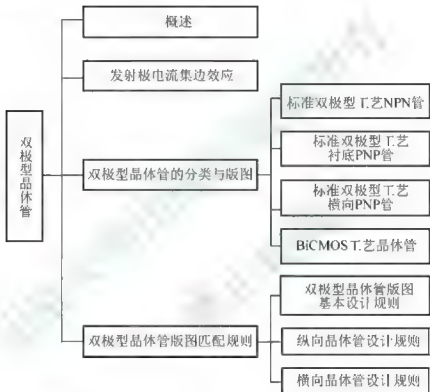 概述
发射极电流集边效应
双极型晶体管
双极型晶体管的分类与版图
标准双极型工艺NPN管
标准双极型工艺
衬底PNP管
标准双极型工艺
横向PNP管
BiCMOS工艺晶体管
双极型晶体管版图匹配规则
双极型晶体管版图
基本设计规则
纵向晶体管设计规则
横向晶体管设计规则